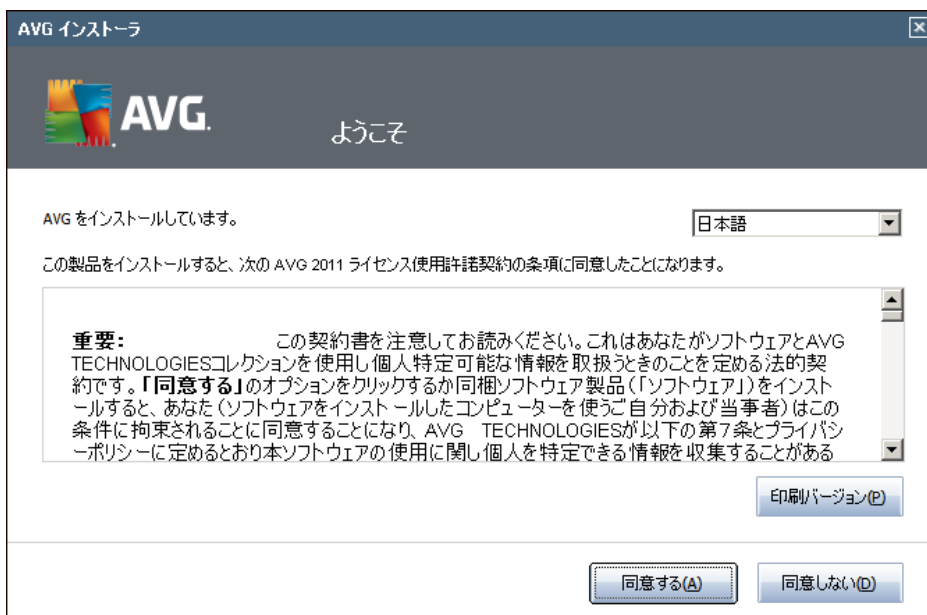 AVG インストーラ
AVG.
ようこそ
AVG をインストールしています。
日本語
この製品をインストールすると、次の AVG 2011 ライセンス使用許諾契約の条項に同意したことになります。
重要: この契約書を注意してお読みください。これはあなたがソフトウェアとAVG
TECHNOLOGIESコレクションを使用し個人特定可能な情報を取扱うときのことを定める法的契
約です。「同意する」のオプションをクリックするか同梱ソフトウェア製品(「ソフトウェア」)をインスト
ールすると、あなた(ソフトウェアをインストールしたコンピューターを使うご自分および当事者)はこの
条件に拘束されることに同意することになり、AVG TECHNOLOGIESが以下の第7条とプライバシ
ーポリシーに定めるとおり本ソフトウェアの使用に関し個人を特定できる情報を収集することがある
印刷バージョン(P)
同意する(A)
同意しない(D)